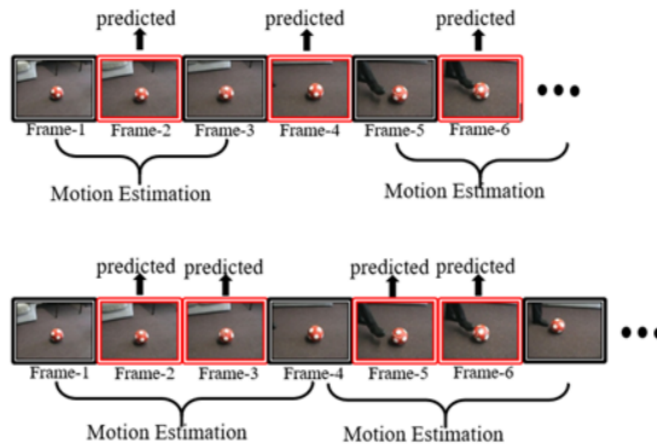 predicted predicted predicted
Frame-1 Frame-2 Frame-3 Frame-4 Frame-5 Frame-6
Motion Estimation Motion Estimation
predicted predicted predicted predicted
Frame-1 Frame-2 Frame-3 Frame-4 Frame-5 Frame-6
Motion Estimation Motion Estimation